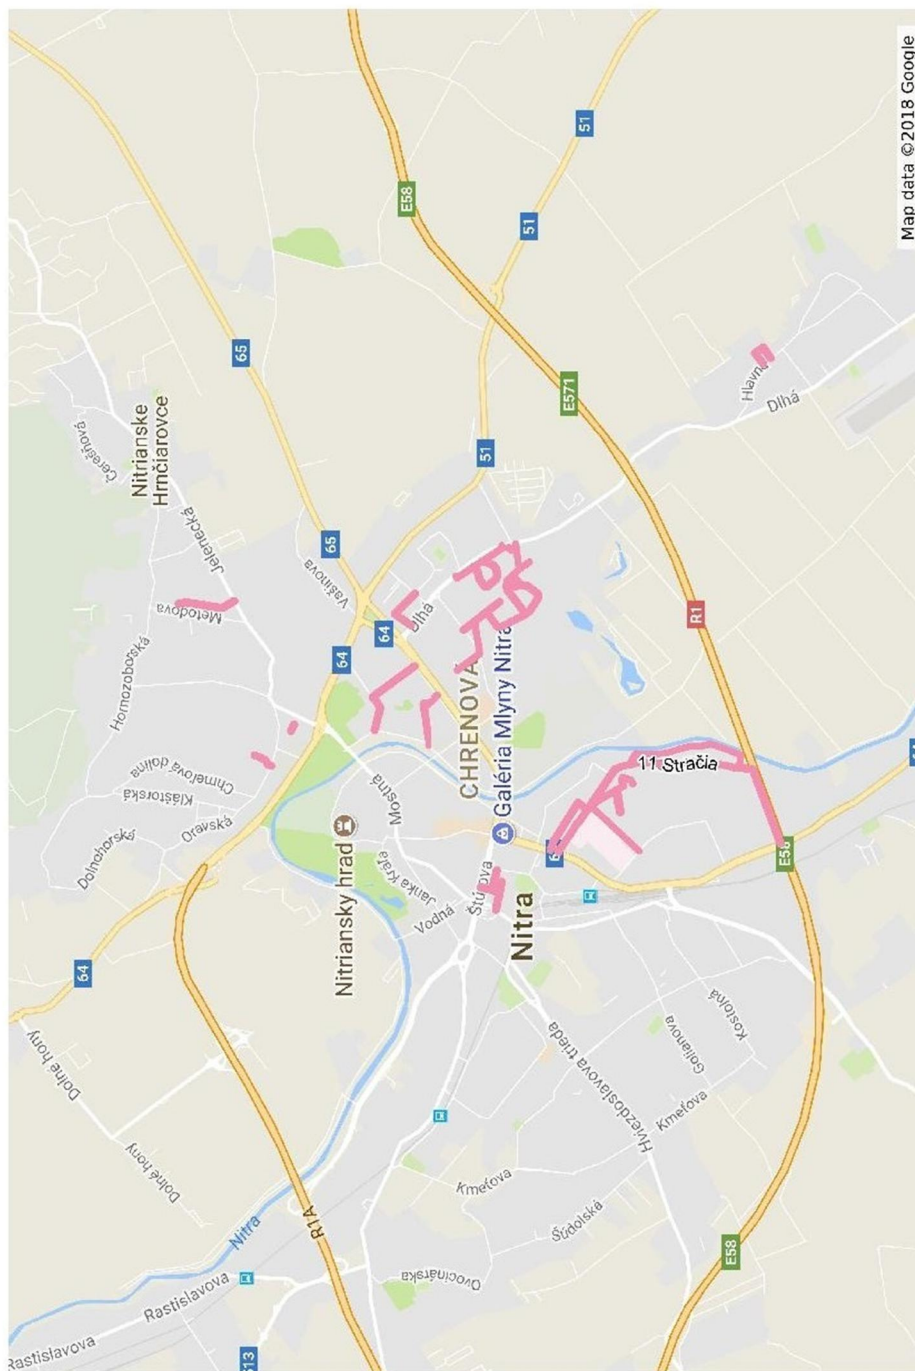 Map data ©2018 Google
E58
51
51
65
Nitrianske
Hrnčiarovce
Čerešňová
Jelenecká
Metodova
Hornozoborská
65
Vašinova
51
E571
Hlavná
Dlhá
64
64
Dlhá
R1
CHRENOVÁ
Galéria Mlyny Nitra
Chmeľová dolina
Kláštorská
Oravská
Dolnohorská
Mostná
Nitriansky hrad
Janka Kráľa
Vodná
Štúrova
Nitra
11 Stračia
E58
64
Dolné hony
Dolné hony
Hviezdoslavova trieda
Golianova
Kostolná
Kmeťova
Kmeťova
Šúdolská
Nitra
R1A
Rastislavova
Rastislavova
Ovocinárska
E58
513